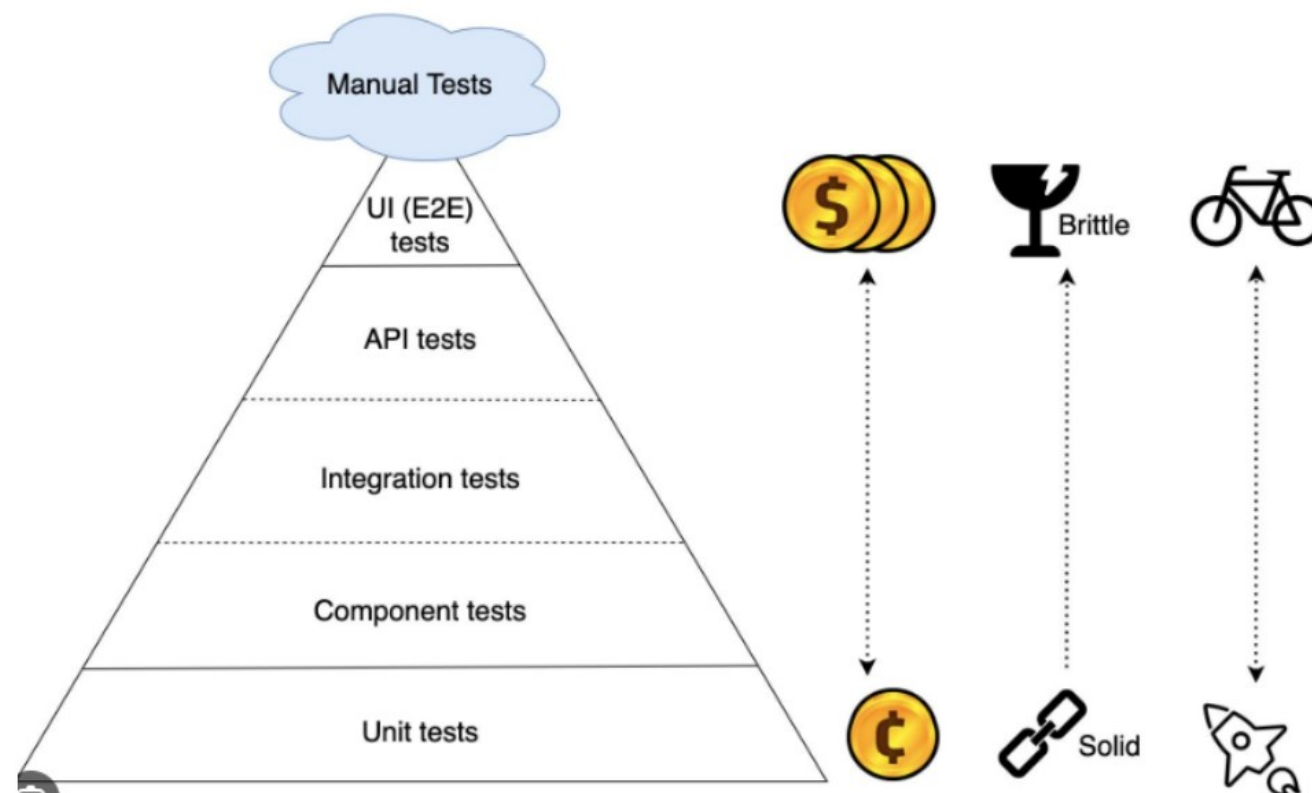 Manual Tests
UI (E2E)
tests
API tests
Integration tests
Component tests
Unit tests
$
Brittle
¢
Solid